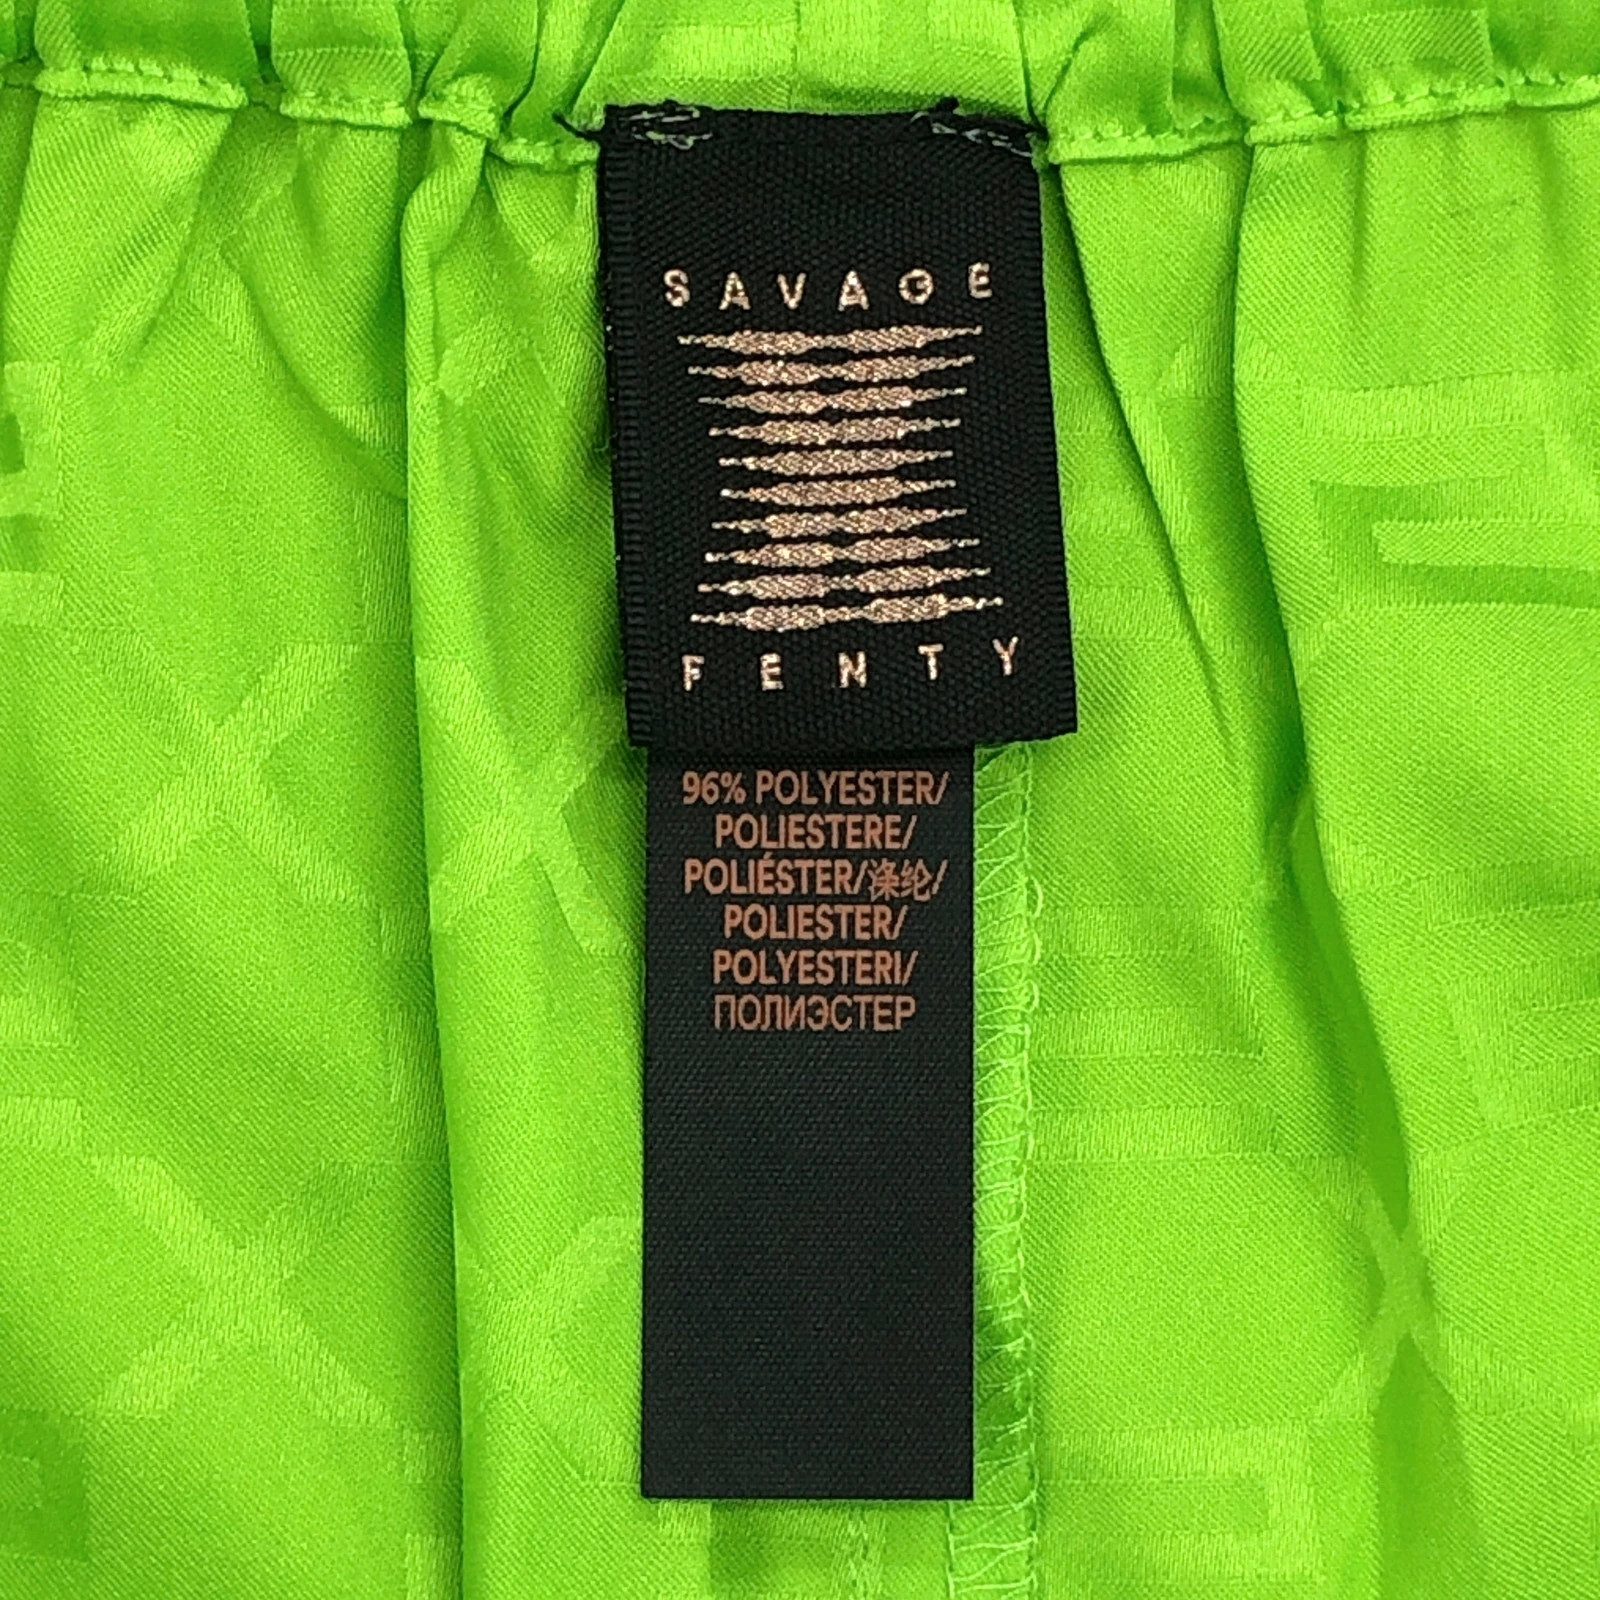 SAVAGE
FENTY
96% POLYESTER/
POLIESTERE/
POLIÉSTER/涤纶/
POLIESTER/
POLYESTERI/
ПОЛИЭСТЕР